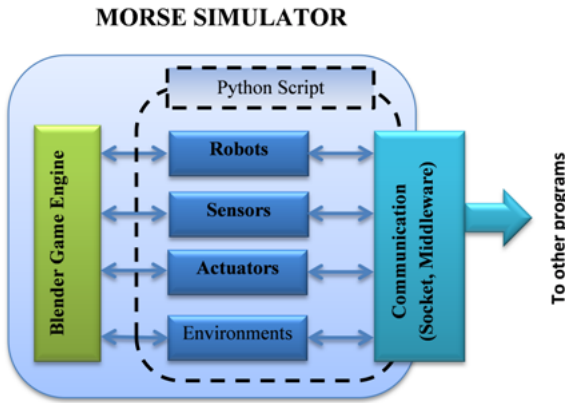 MORSE SIMULATOR
Python Script
Blender Game Engine
Robots
Sensors
Actuators
Environments
Communication
(Socket, Middleware)
To other programs